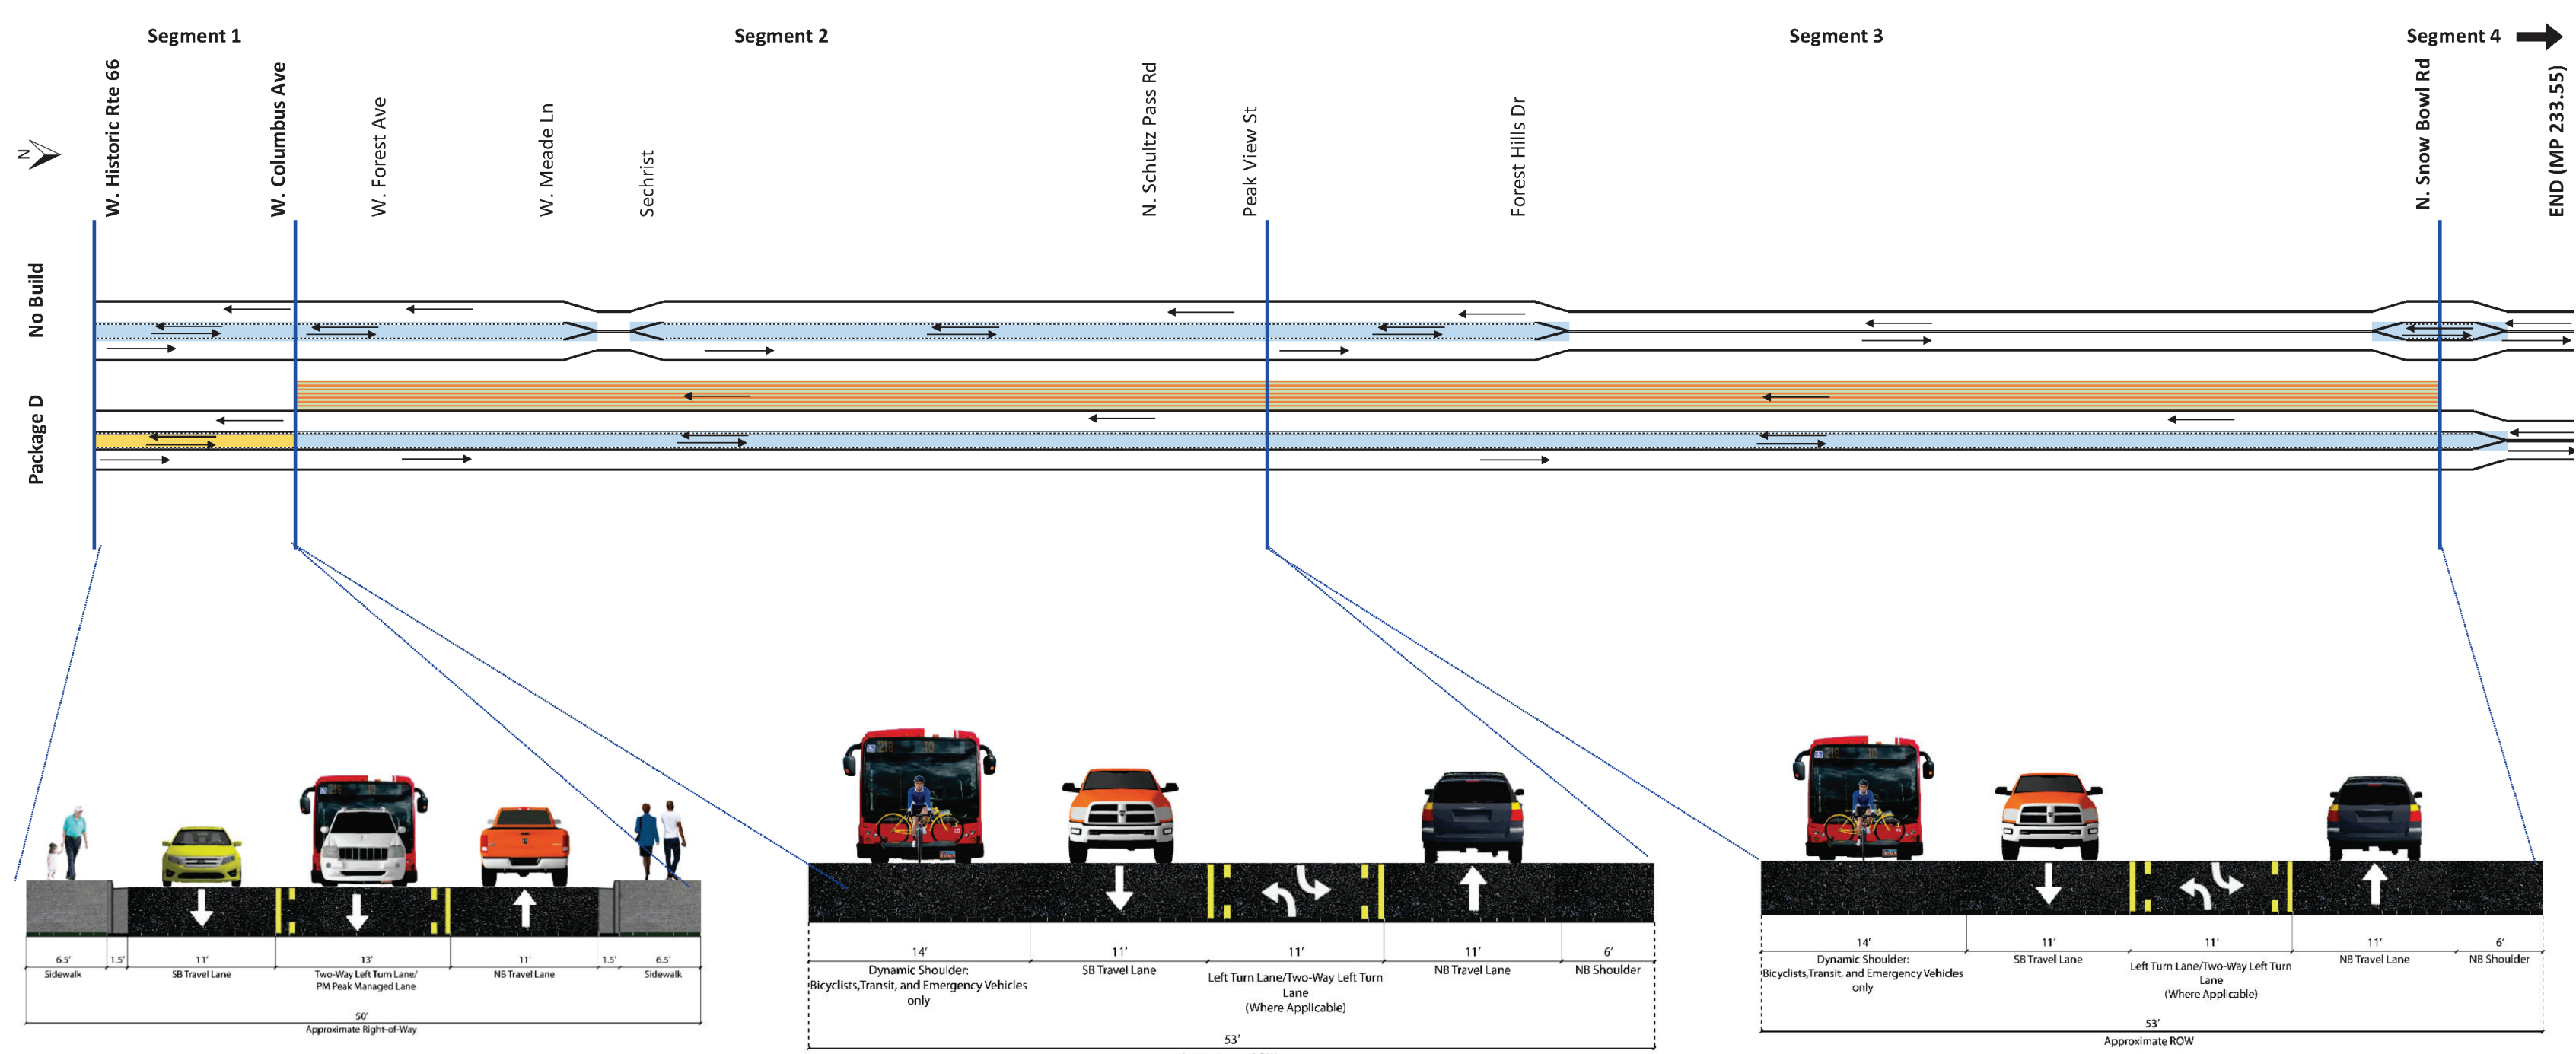 Segment 1
Segment 2
Segment 3
Segment 4
W. Historic Rte 66
W. Columbus Ave
W. Forest Ave
W. Meade Ln
Sechrist
N. Schultz Pass Rd
Peak View St
Forest Hills Dr
N. Snow Bowl Rd
END (MP 233.55)
N
No Build
Package D
6.5'
1.5'
11'
13'
11'
1.5'
6.5'
Sidewalk
SB Travel Lane
Two-Way Left Turn Lane/
PM Peak Managed Lane
NB Travel Lane
Sidewalk
50'
Approximate Right-of-Way
14'
11'
11'
11'
6'
Dynamic Shoulder:
Bicyclists,Transit, and Emergency Vehicles
only
SB Travel Lane
Left Turn Lane/Two-Way Left Turn
Lane
(Where Applicable)
NB Travel Lane
NB Shoulder
53'
14'
11'
11'
11'
6'
Dynamic Shoulder:
Bicyclists,Transit, and Emergency Vehicles
only
SB Travel Lane
Left Turn Lane/Two-Way Left Turn
Lane
(Where Applicable)
NB Travel Lane
NB Shoulder
53'
Approximate ROW